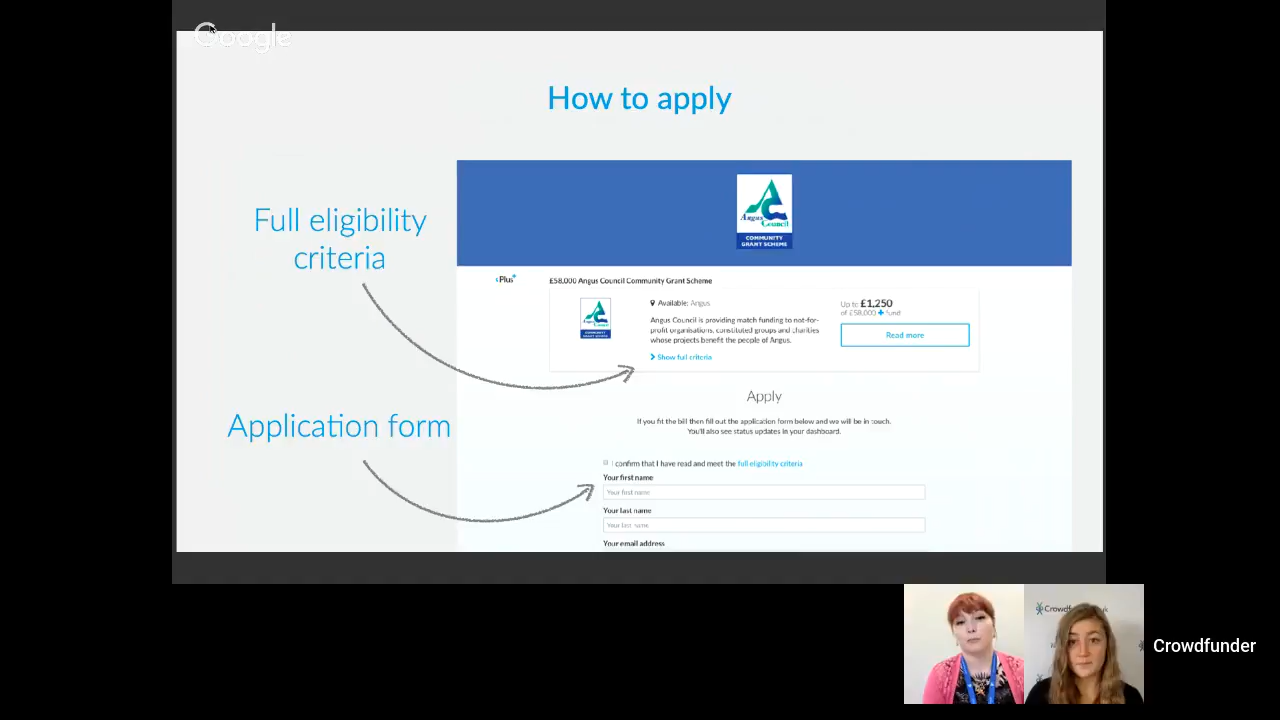 Google
How to apply
Full eligibility
criteria
Angus
Council
COMMUNITY
GRANT SCHEME
Plus
£58,000 Angus Council Community Grant Scheme
Available: Angus
Angus Council is providing match funding to not-for-
profit organisations, constituted groups and charities
whose projects benefit the people of Angus.
Show full criteria
Up to £1,250
of £58,000 + fund
Read more
Application form
Apply
If you fit the bill then fill out the application form below and we will be in touch.
You'll also see status updates in your dashboard.
I confirm that I have read and meet the full eligibility criteria
Your first name
Your first name
Your last name
Your last name
Your email address
Crowdfunder